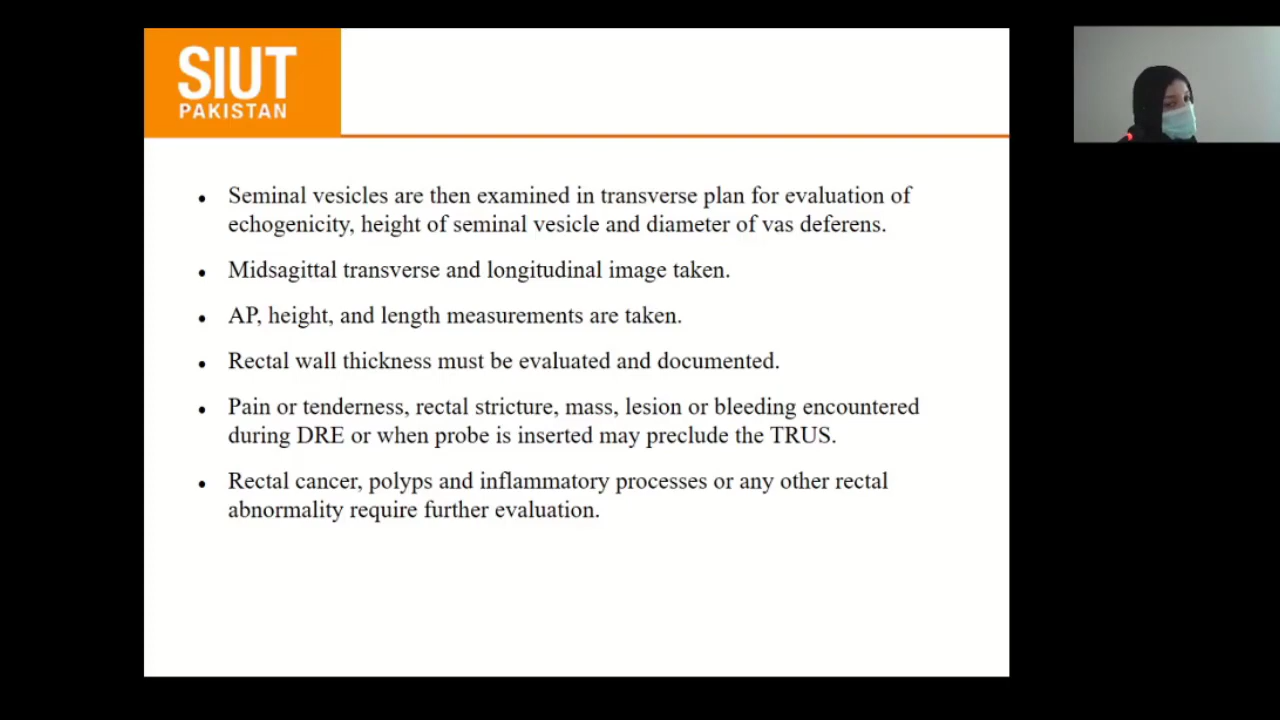 SIUT
PAKISTAN
• Seminal vesicles are then examined in transverse plan for evaluation of
echogenicity, height of seminal vesicle and diameter of vas deferens.
• Midsagittal transverse and longitudinal image taken.
• AP, height, and length measurements are taken.
• Rectal wall thickness must be evaluated and documented.
• Pain or tenderness, rectal stricture, mass, lesion or bleeding encountered
during DRE or when probe is inserted may preclude the TRUS.
• Rectal cancer, polyps and inflammatory processes or any other rectal
abnormality require further evaluation.